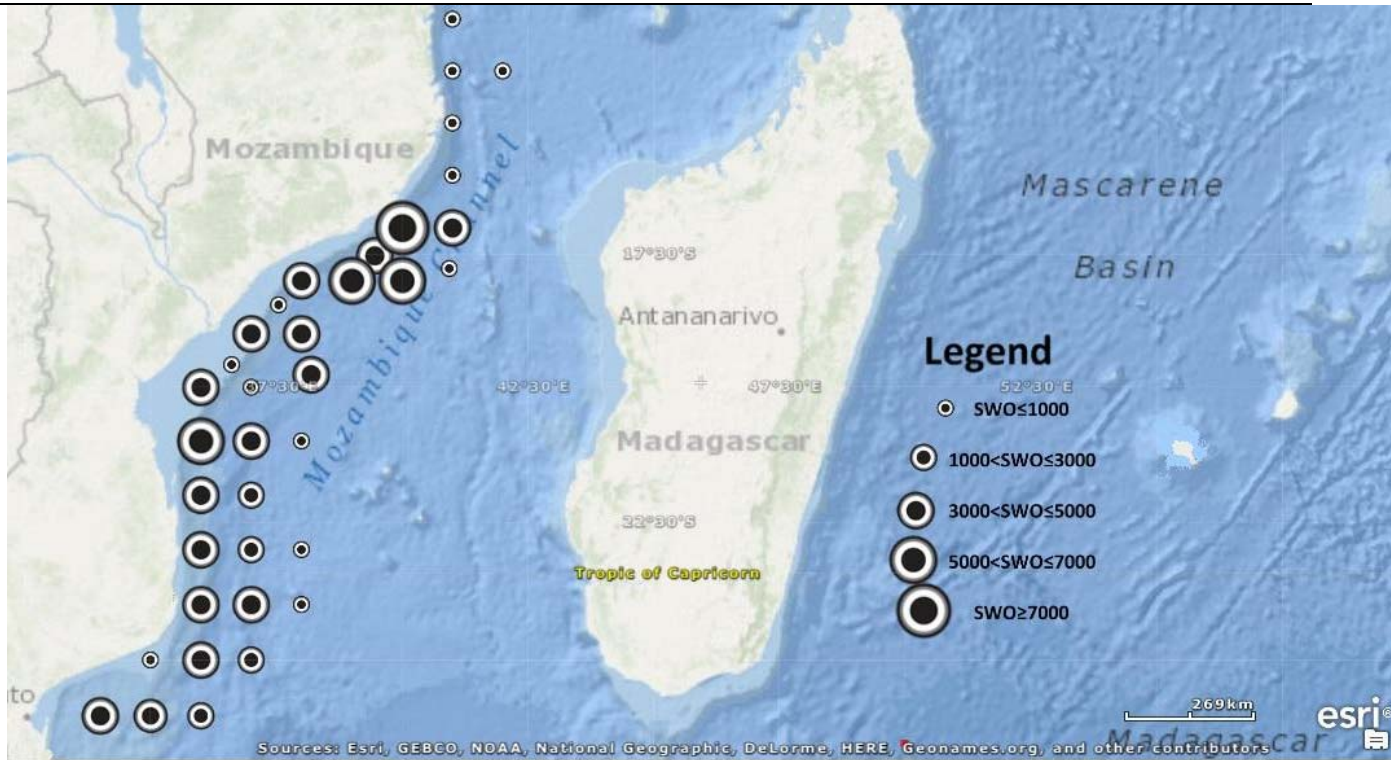 Mozambique
Mozambique Channel
Mascarene
Basin
17°30'S
Antananarivo
Legend
37°30'E
42°30'E
47°30'E
52°30'E
SWO≤1000
Madagascar
1000<SWO≤3000
22°30'S
3000<SWO≤5000
Tropic of Capricorn
5000<SWO≤7000
SWO≥7000
to
269km
esri
Madagascar
Sources: Esri, GEBCO, NOAA, National Geographic, DeLorme, HERE, Geonames.org, and other contributors